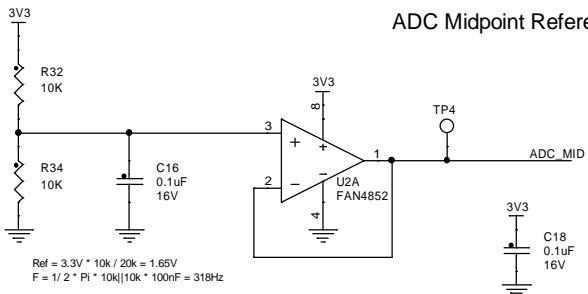 ADC Midpoint Refere
3V3
R32
10K
R34
10K
C16
0.1uF
16V
3V3
8
3
+
+
1
2
-
-
4
U2A
FAN4852
TP4
ADC_MID
3V3
C18
0.1uF
16V
Ref = 3.3V * 10k / 20k = 1.65V
F = 1/ 2 * Pi * 10k||10k * 100nF = 318Hz